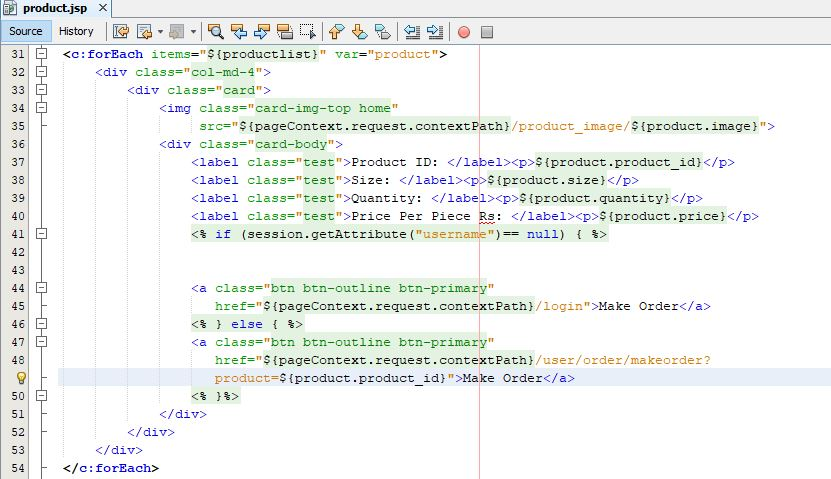 product.jsp
Source History
31 <c:forEach items="${productlist}" var="product">
32 <div class="col-md-4">
33 <div class="card">
34 <img class="card-img-top home"
35 src="${pageContext.request.contextPath}/product_image/${product.image}">
36 <div class="card-body">
37 <label class="test">Product ID: </label><p>${product.product_id}</p>
38 <label class="test">Size: </label><p>${product.size}</p>
39 <label class="test">Quantity: </label><p>${product.quantity}</p>
40 <label class="test">Price Per Piece Rs: </label><p>${product.price}</p>
41 <% if (session.getAttribute("username")== null) { %>
42
43
44 <a class="btn btn-outline btn-primary"
45 href="${pageContext.request.contextPath}/login">Make Order</a>
46 <% } else { %>
47 <a class="btn btn-outline btn-primary"
48 href="${pageContext.request.contextPath}/user/order/makeorder?
product=${product.product_id}">Make Order</a>
50 <% }%>
51 </div>
52 </div>
53 </div>
54 </c:forEach>